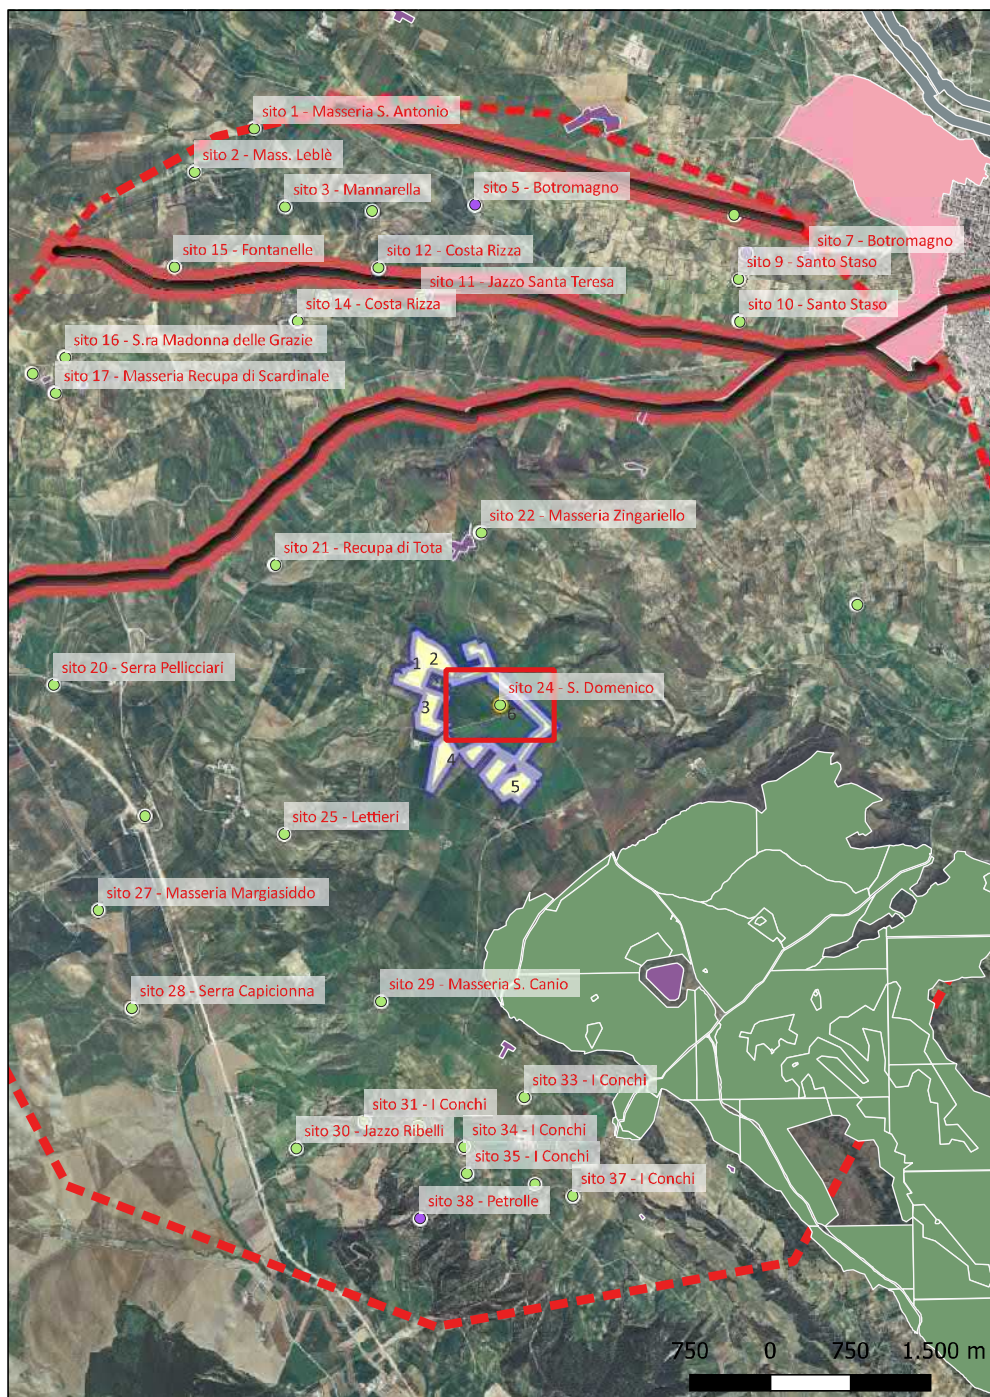 sito 1 - Masseria S. Antonio
sito 2 - Mass. Leblè
sito 3 - Mannarella
sito 5 - Botromagno
sito 7 - Botromagno
sito 15 - Fontanelle
sito 12 - Costa Rizza
sito 9 - Santo Staso
sito 11 - Jazzo Santa Teresa
sito 14 - Costa Rizza
sito 10 - Santo Staso
sito 16 - S.ra Madonna delle Grazie
sito 17 - Masseria Recupa di Scardinale
sito 22 - Masseria Zingariello
sito 21 - Recupa di Tota
sito 20 - Serra Pellicciari
1
2
sito 24 - S. Domenico
3
6
4
5
sito 25 - Lettieri
sito 27 - Masseria Margiasiddo
sito 28 - Serra Capicionna
sito 29 - Masseria S. Canio
sito 33 - I Conchi
sito 31 - I Conchi
sito 30 - Jazzo Ribelli
sito 34 - I Conchi
sito 35 - I Conchi
sito 37 - I Conchi
sito 38 - Petrolle
750 0 750 1.500 m